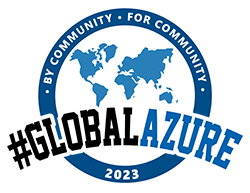 • BY COMMUNITY • FOR COMMUNITY •
#GLOBALAZURE
2023